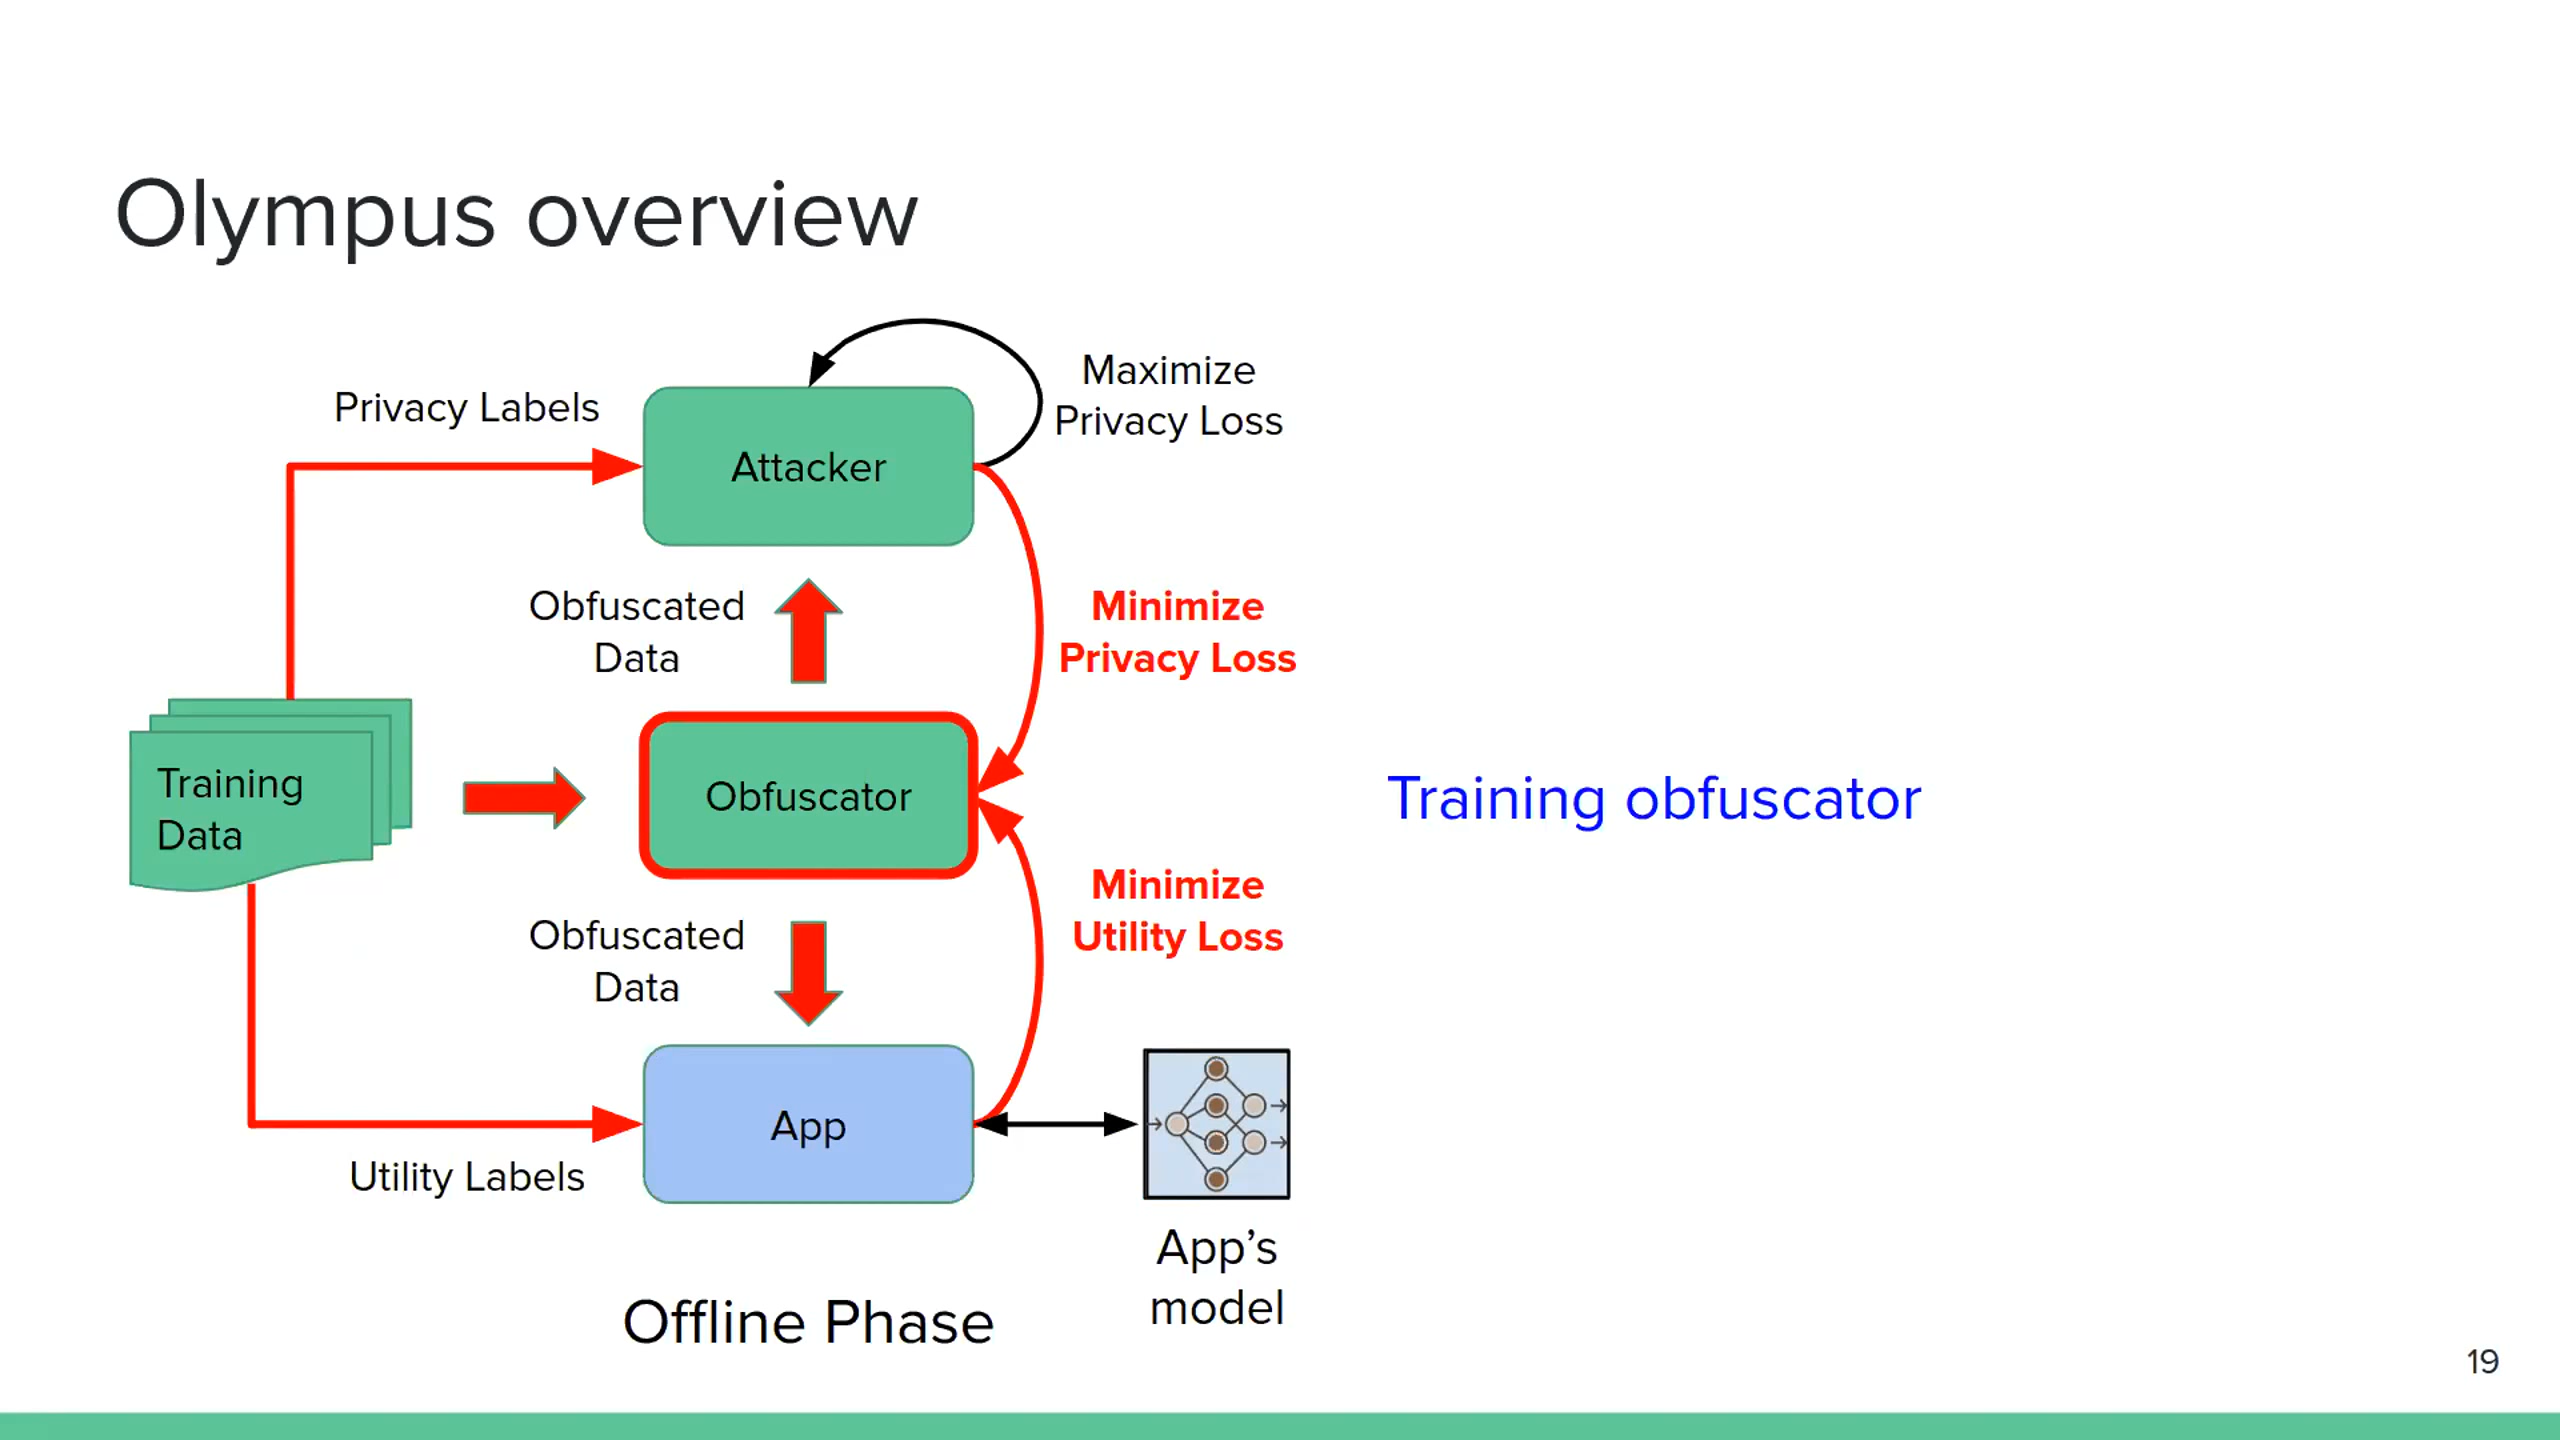 Olympus overview
Maximize
Privacy Loss
Privacy Labels
Attacker
Obfuscated
Data
Minimize
Privacy Loss
Training
Data
Obfuscator
Training obfuscator
Minimize
Utility Loss
Obfuscated
Data
App
Utility Labels
App’s
model
Offline Phase
19